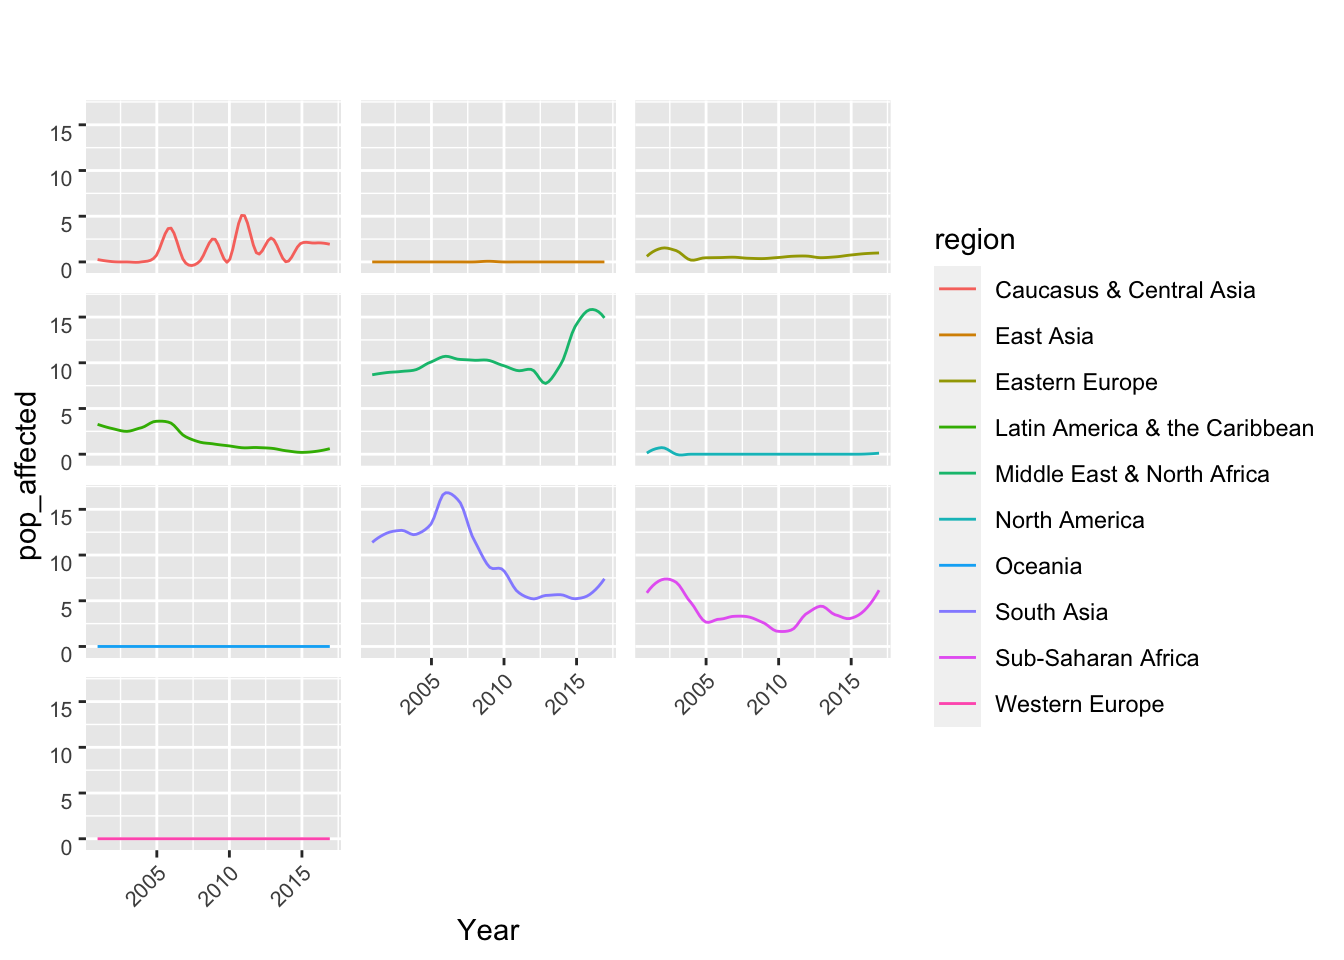 15
10
5
0
15
10
5
0
15
10
5
0
15
10
5
0
2005 2010 2015
2005 2010 2015
2005 2010 2015
pop_affected
Year
region
Caucasus & Central Asia
East Asia
Eastern Europe
Latin America & the Caribbean
Middle East & North Africa
North America
Oceania
South Asia
Sub-Saharan Africa
Western Europe